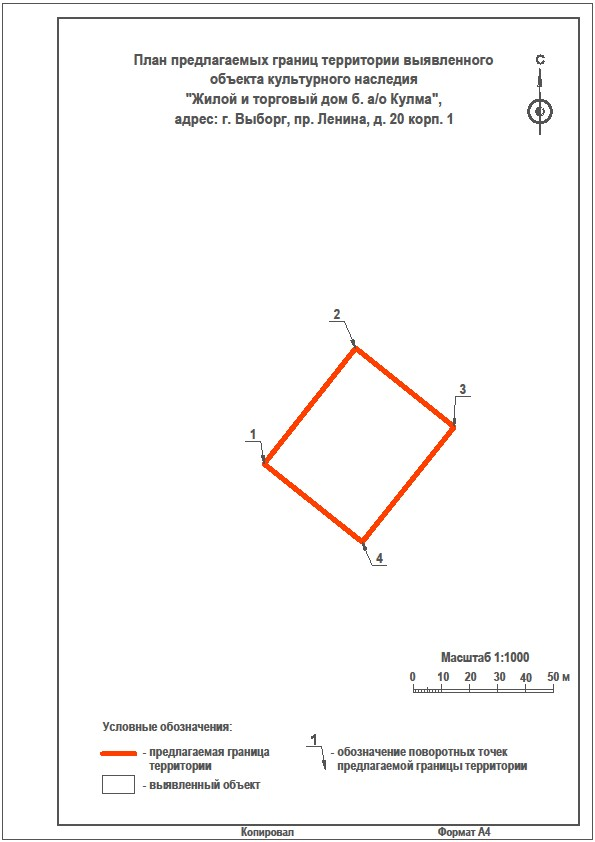 План предлагаемых границ территории выявленного
объекта культурного наследия
"Жилой и торговый дом б. а/о Кулма",
адрес: г. Выборг, пр. Ленина, д. 20 корп. 1
С
2
3
1
4
Масштаб 1:1000
0 10 20 30 40 50 м
Условные обозначения:
- предлагаемая граница
территории
- выявленный объект
1
- обозначение поворотных точек
предлагаемой границы территории
Копировал
Формат А4